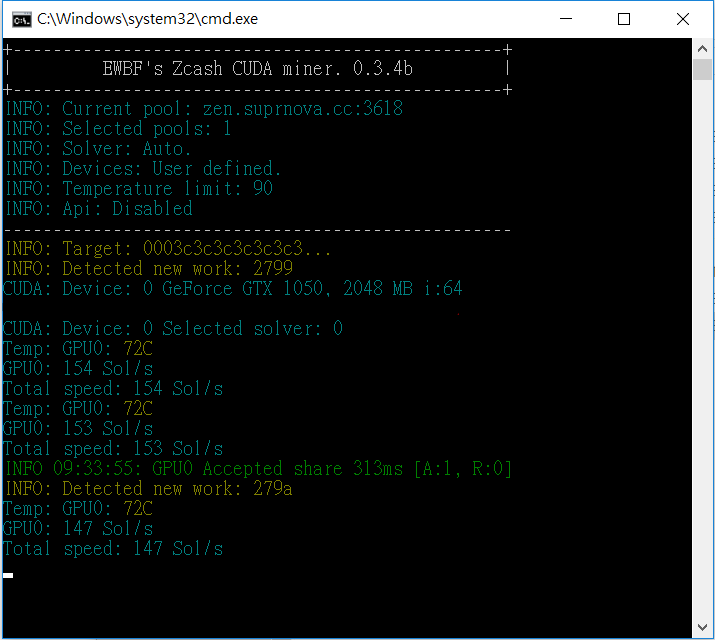 C:\Windows\system32\cmd.exe
+-------------------------------------------------+
|         EWBF's Zcash CUDA miner. 0.3.4b         |
+-------------------------------------------------+
INFO: Current pool: zen.suprnova.cc:3618
INFO: Selected pools: 1
INFO: Solver: Auto.
INFO: Devices: User defined.
INFO: Temperature limit: 90
INFO: Api: Disabled
---------------------------------------------------
INFO: Target: 0003c3c3c3c3c3c3...
INFO: Detected new work: 2799
CUDA: Device: 0 GeForce GTX 1050, 2048 MB i:64
CUDA: Device: 0 Selected solver: 0
Temp: GPU0: 72C
GPU0: 154 Sol/s
Total speed: 154 Sol/s
Temp: GPU0: 72C
GPU0: 153 Sol/s
Total speed: 153 Sol/s
INFO 09:33:55: GPU0 Accepted share 313ms [A:1, R:0]
INFO: Detected new work: 279a
Temp: GPU0: 72C
GPU0: 147 Sol/s
Total speed: 147 Sol/s